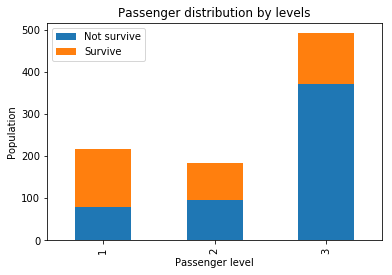 Passenger distribution by levels
Not survive
Survive
500
400
300
200
100
0
Population
1
2
3
Passenger level